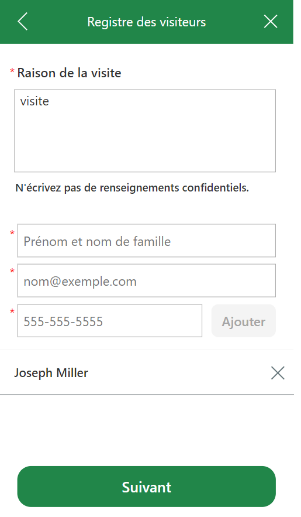 Registre des visiteurs
* Raison de la visite
visite
N'écrivez pas de renseignements confidentiels.
* Prénom et nom de famille
* nom@exemple.com
* 555-555-5555 Ajouter
Joseph Miller
Suivant